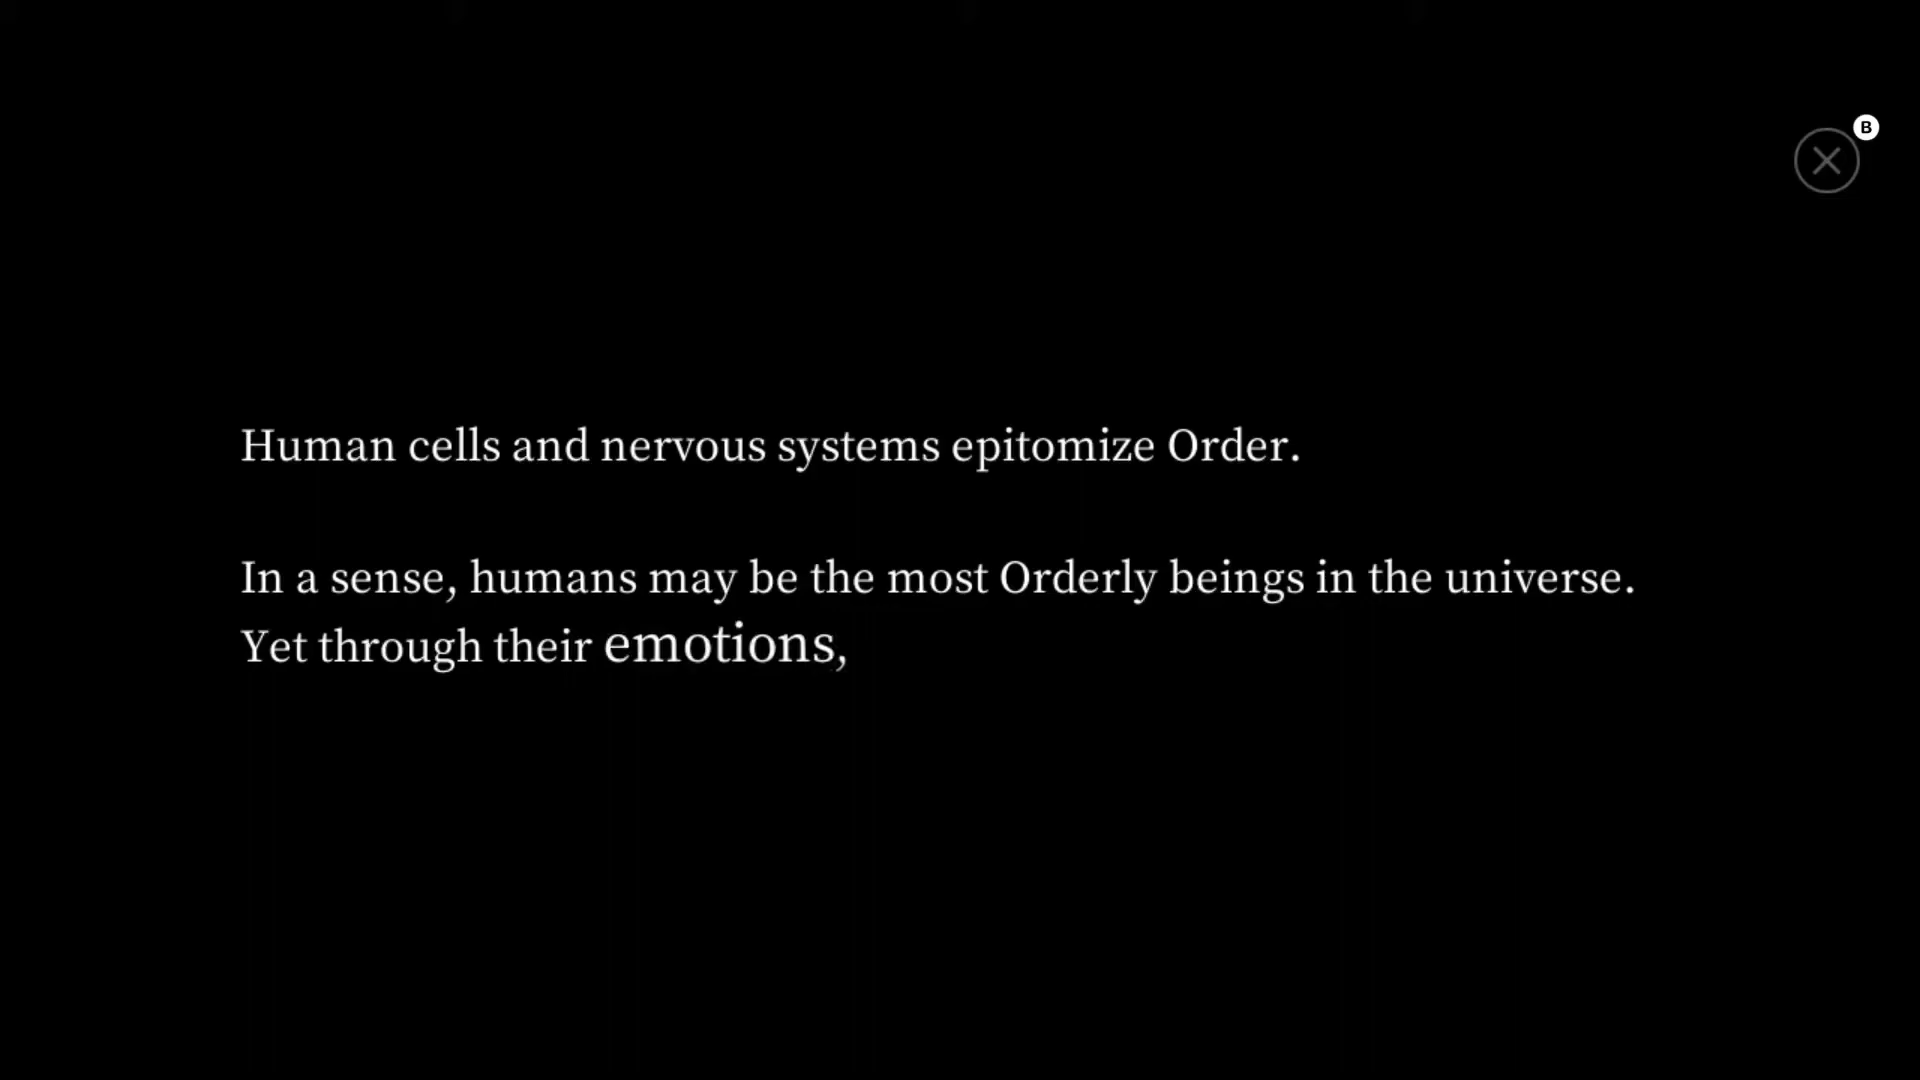 B
Human cells and nervous systems epitomize Order.
In a sense, humans may be the most Orderly beings in the universe.
Yet through their emotions,